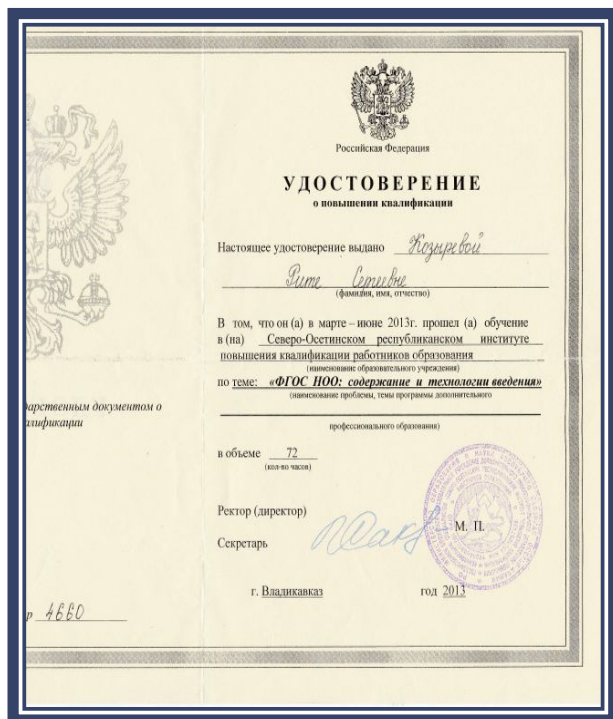 Российская Федерация
УДОСТОВЕРЕНИЕ
о повышении квалификации
Настоящее удостоверение выдано Козыревой
Рите Сергеевне
(фамилия, имя, отчество)
В том, что он (а) в марте – июне 2013г. прошел (а) обучение
в (на) Северо-Осетинском республиканском институте
повышения квалификации работников образования
(наименование образовательного учреждения)
по теме: «ФГОС НОО: содержание и технологии введения»
(наименование проблемы, темы программы дополнительного
профессионального образования)
в объеме 72
(кол-во часов)
Ректор (директор)
М. П.
Секретарь
г. Владикавказ год 2013
дарственным документом о
алификации
р 4660